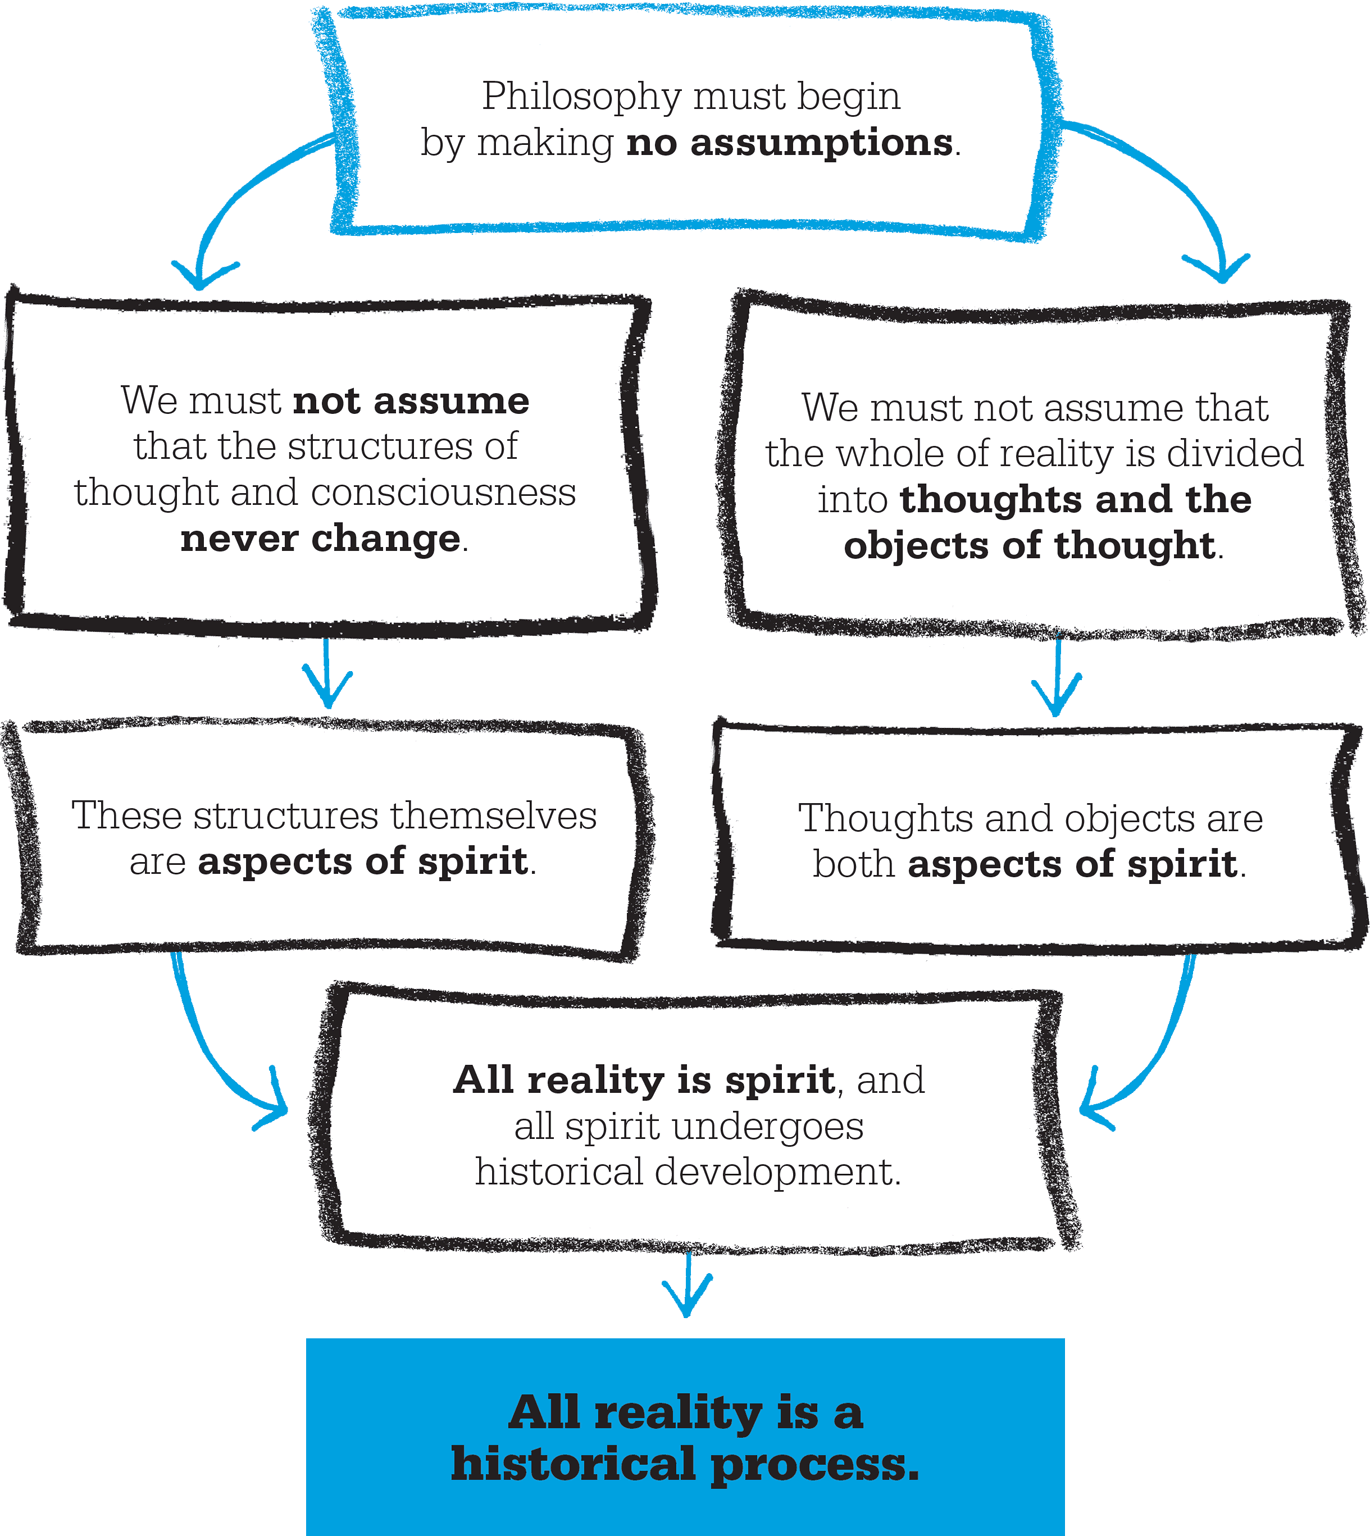 Philosophy must begin
by making no assumptions.
We must not assume
that the structures of
thought and consciousness
never change.
We must not assume that
the whole of reality is divided
into thoughts and the
objects of thought.
These structures themselves
are aspects of spirit.
Thoughts and objects are
both aspects of spirit.
All reality is spirit, and
all spirit undergoes
historical development.
All reality is a
historical process.